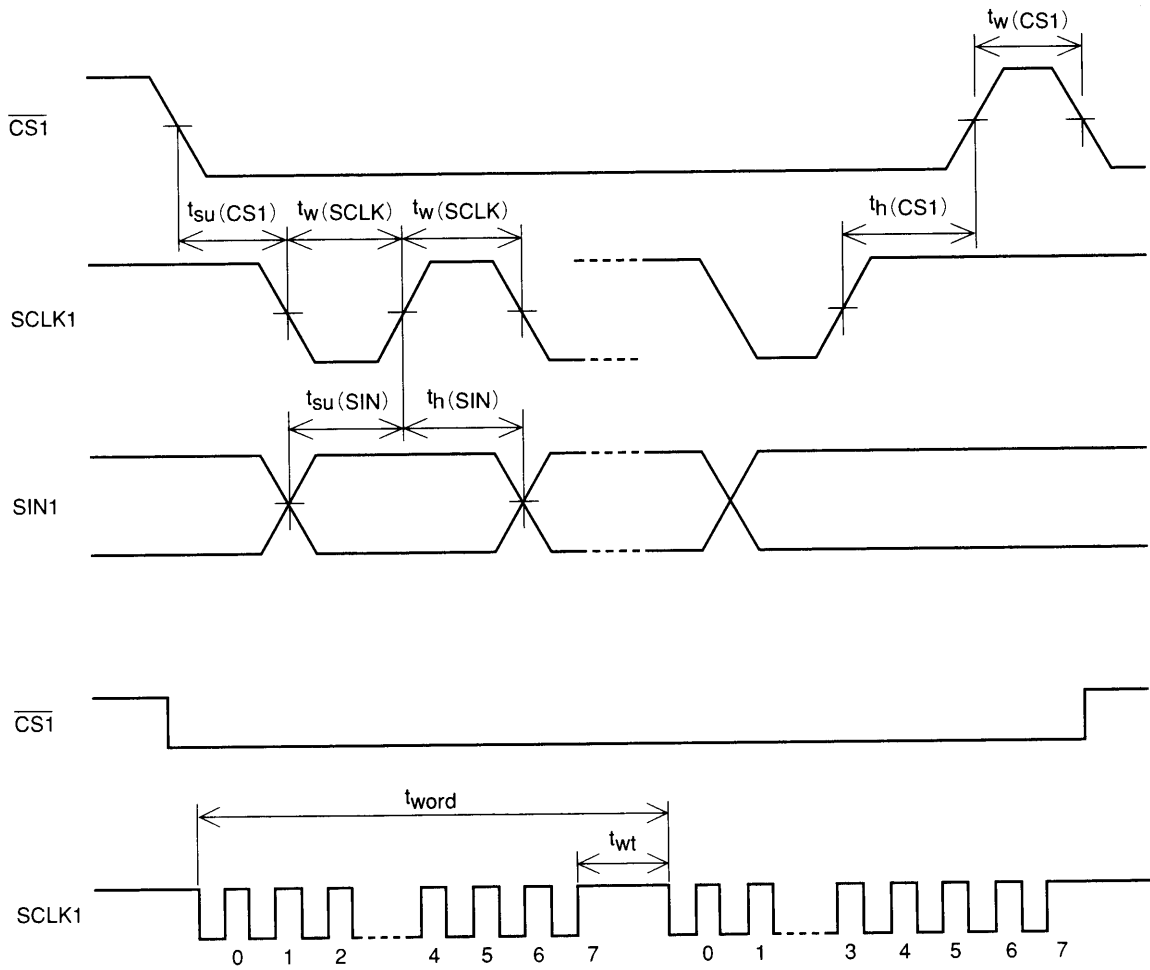 tw(CS1)
CS1
tsu(CS1) tw(SCLK) tw(SCLK) th(CS1)
SCLK1
tsu(SIN) th(SIN)
SIN1
CS1
tword
twt
SCLK1
0 1 2 4 5 6 7 0 1 3 4 5 6 7